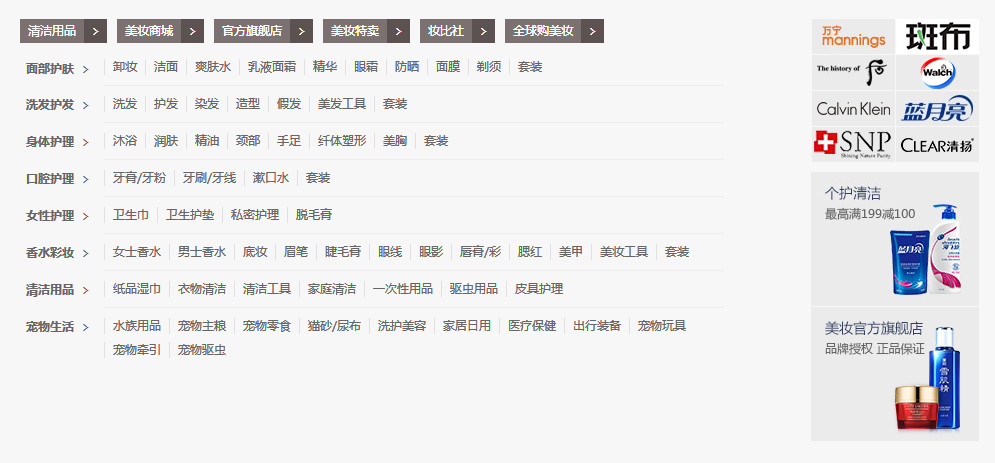 清洁用品 > 美妆商城 > 官方旗舰店 > 美妆特卖 > 妆比社 > 全球购美妆 >
面部护肤 > 卸妆 洁面 爽肤水 乳液面霜 精华 眼霜 防晒 面膜 剃须 套装
洗发护发 > 洗发 护发 染发 造型 假发 美发工具 套装
身体护理 > 沐浴 润肤 精油 颈部 手足 纤体塑形 美胸 套装
口腔护理 > 牙膏/牙粉 牙刷/牙线 漱口水 套装
女性护理 > 卫生巾 卫生护垫 私密护理 脱毛膏
香水彩妆 > 女士香水 男士香水 底妆 眉笔 睫毛膏 眼线 眼影 唇膏/彩 腮红 美甲 美妆工具 套装
清洁用品 > 纸品湿巾 衣物清洁 清洁工具 家庭清洁 一次性用品 驱虫用品 皮具护理
宠物生活 > 水族用品 宠物主粮 宠物零食 猫砂/尿布 洗护美容 家居日用 医疗保健 出行装备 宠物玩具
宠物牵引 宠物驱虫
万宁
mannings
斑布
The history of 后
Walch
Calvin Klein
蓝月亮
SNP
Shining Nature Purity
CLEAR清扬
个护清洁
最高满199减100
蓝月亮
美妆官方旗舰店
品牌授权 正品保证
雪肌精